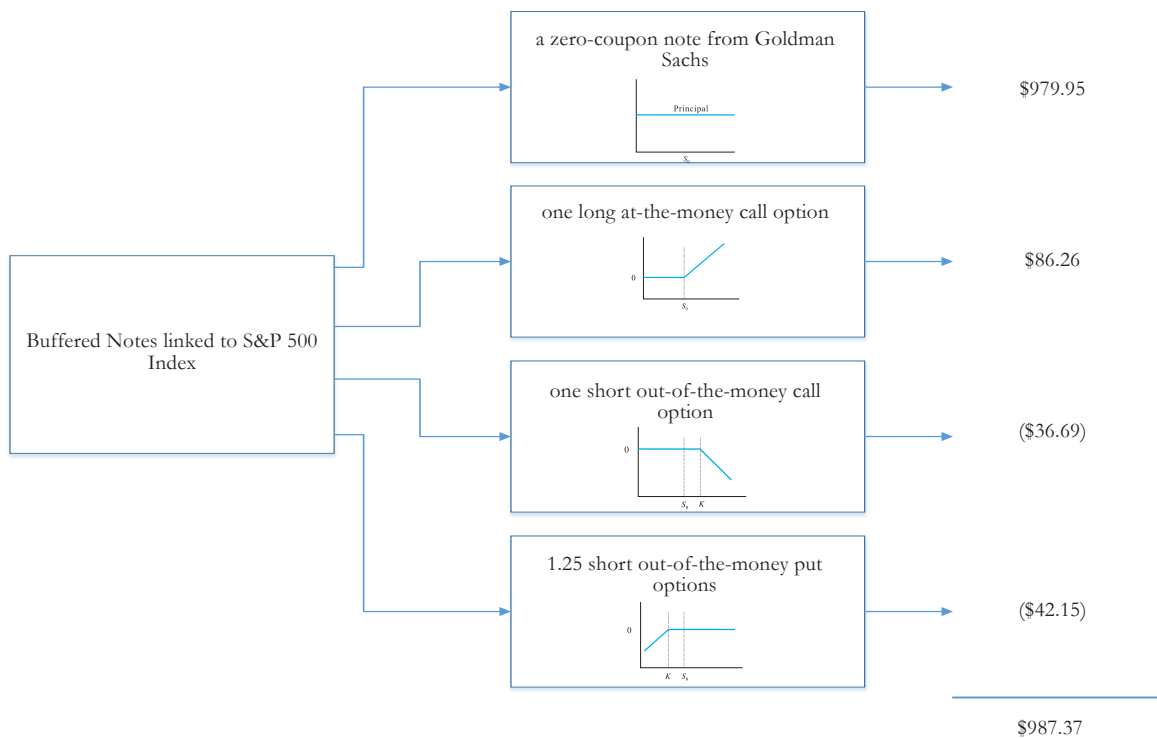 a zero-coupon note from Goldman
Sachs
Principal
S₀
$979.95
one long at-the-money call option
0
S₀
$86.26
Buffered Notes linked to S&P 500
Index
one short out-of-the-money call
option
0
S₀ K
($36.69)
1.25 short out-of-the-money put
options
0
K S₀
($42.15)
$987.37